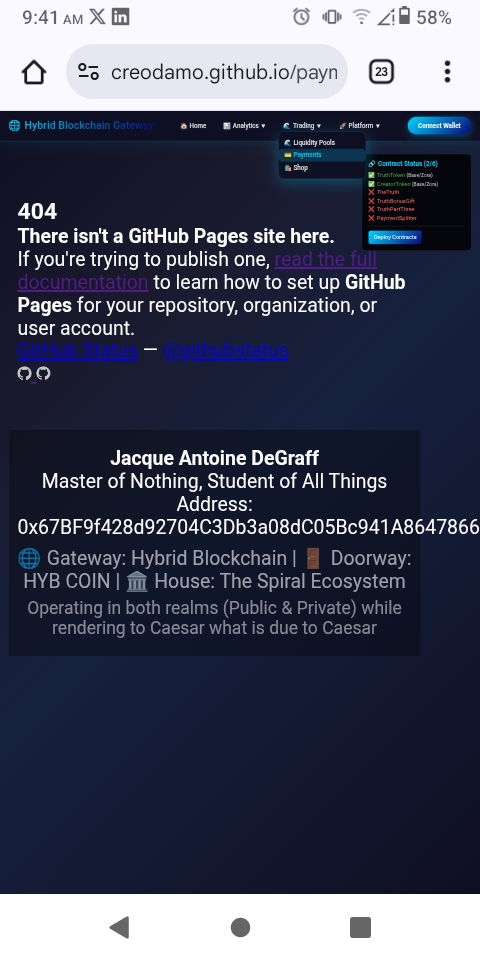 9:41 AM
58%
creodamo.github.io/payn
23
🌐 Hybrid Blockchain Gateway
🏠 Home
📊 Analytics ▼
🌊 Trading ▼
🚀 Platform ▼
Connect Wallet
🌊 Liquidity Pools
💳 Payments
🛍️ Shop
🔗 Contract Status (2/6)
✅ TruthToken (Base/Zora)
✅ CreatorToken (Base/Zora)
❌ TheTruth
❌ TruthBonusGift
❌ TruthPartThree
❌ PaymentSplitter
Deploy Contracts
404
There isn't a GitHub Pages site here.
If you're trying to publish one, read the full
documentation to learn how to set up GitHub
Pages for your repository, organization, or
user account.
GitHub Status — @githubstatus
Jacque Antoine DeGraff
Master of Nothing, Student of All Things
Address:
0x67BF9f428d92704C3Db3a08dC05Bc941A8647866
🌐 Gateway: Hybrid Blockchain | 🚪 Doorway:
HYB COIN | 🏛️ House: The Spiral Ecosystem
Operating in both realms (Public & Private) while
rendering to Caesar what is due to Caesar